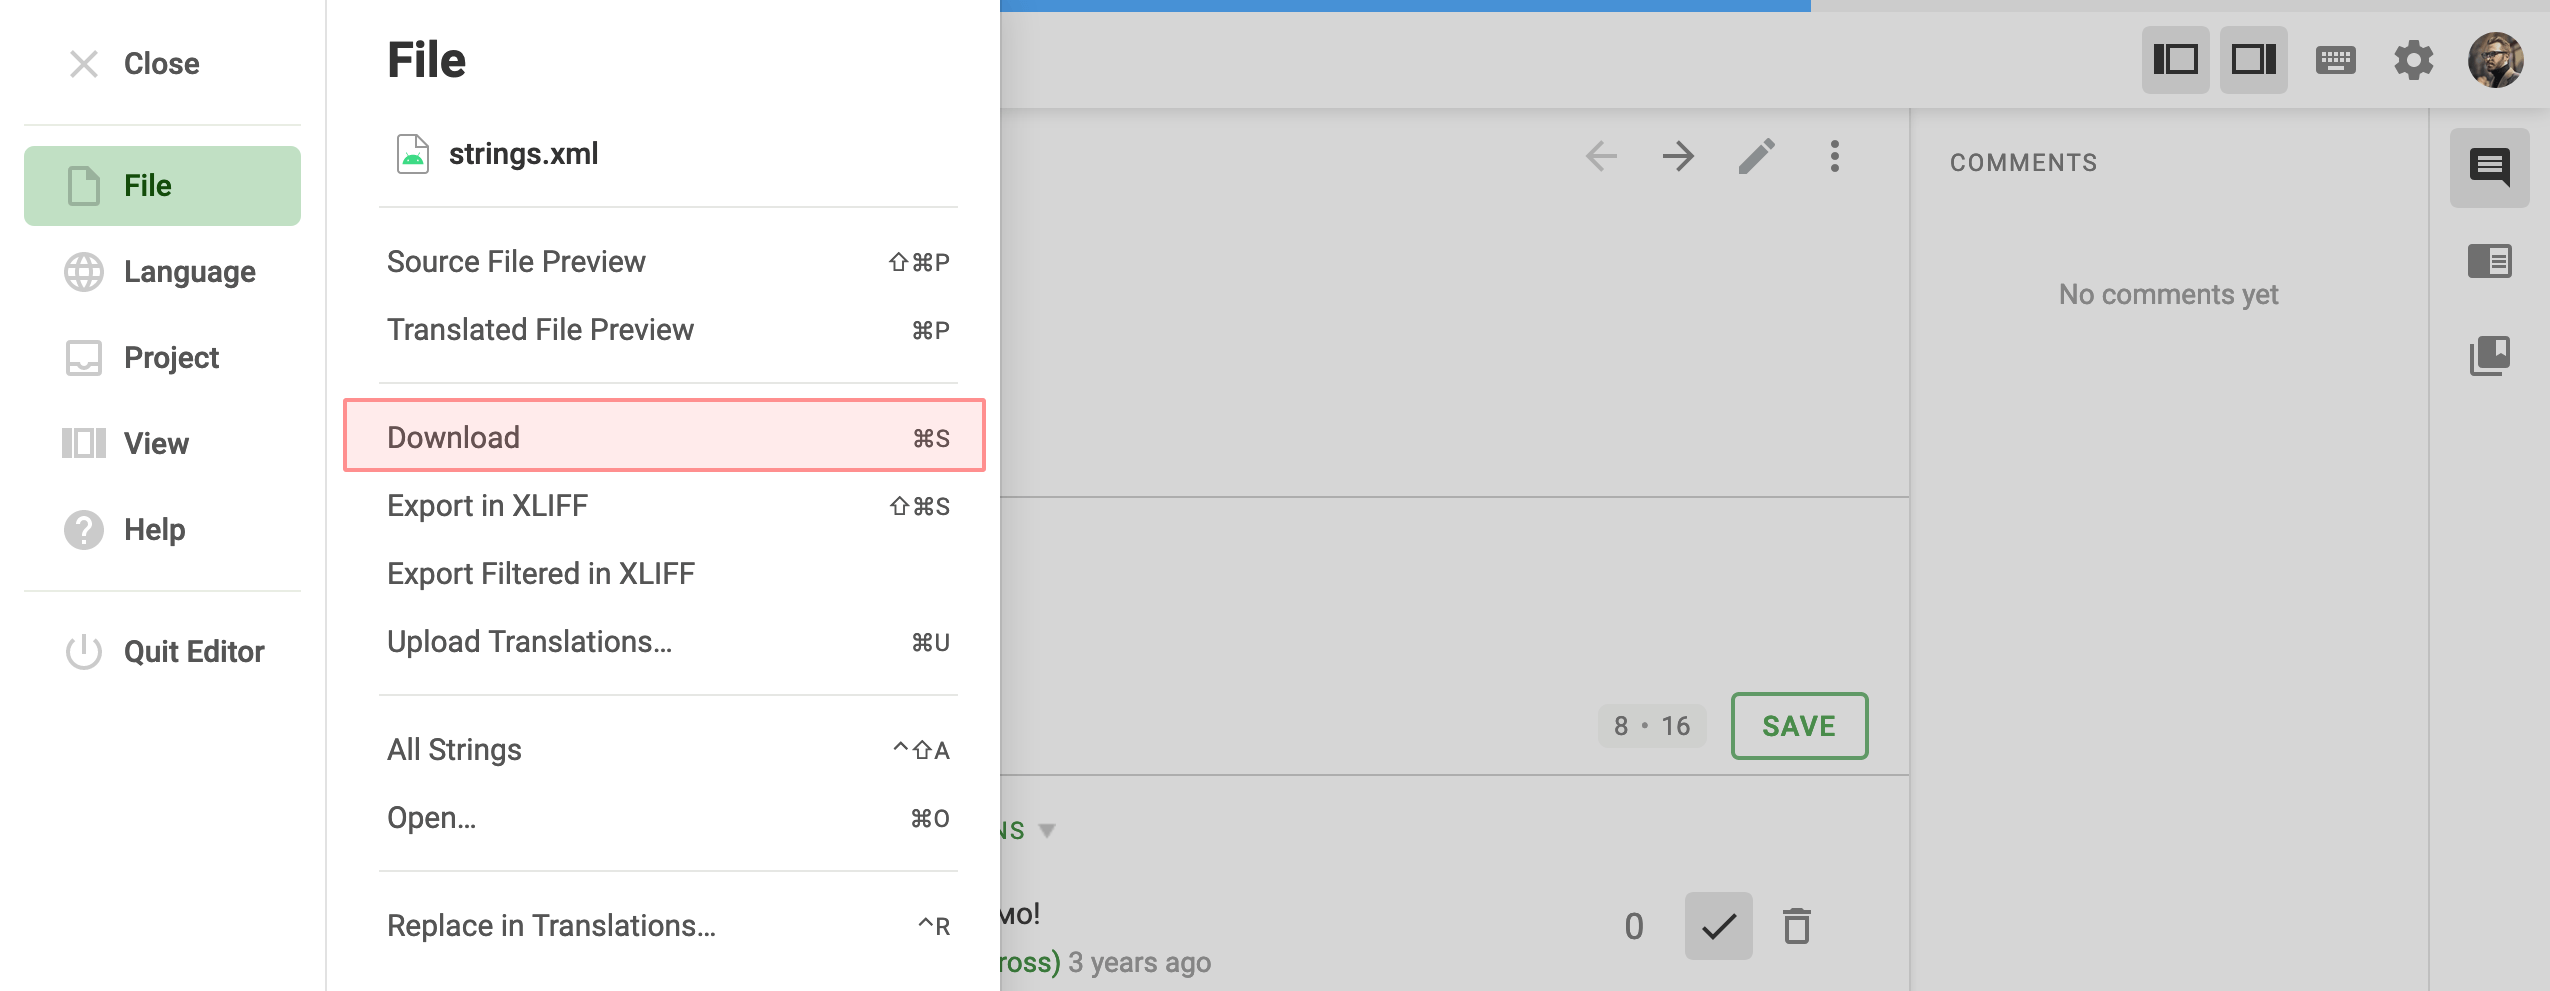 Close
File
Language
Project
View
Help
Quit Editor
File
strings.xml
Source File Preview ⇧⌘P
Translated File Preview ⌘P
Download ⌘S
Export in XLIFF ⇧⌘S
Export Filtered in XLIFF
Upload Translations... ⌘U
All Strings ^⇧A
Open... ⌘O
Replace in Translations... ^R
8 • 16 SAVE
NS
мо!
0
ross) 3 years ago
COMMENTS
No comments yet